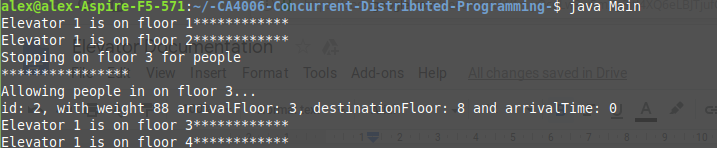 alex@alex-Aspire-F5-571:~/-CA4006-Concurrent-Distributed-Programming-$ java Main
Elevator 1 is on floor 1************
Elevator 1 is on floor 2************
Stopping on floor 3 for people
****************
Allowing people in on floor 3...
id: 2, with weight 88 arrivalFloor: 3, destinationFloor: 8 and arrivalTime: 0
Elevator 1 is on floor 3************
Elevator 1 is on floor 4************
Elevator Documentation
View Insert Format Tools Add-ons Help All changes saved in Drive